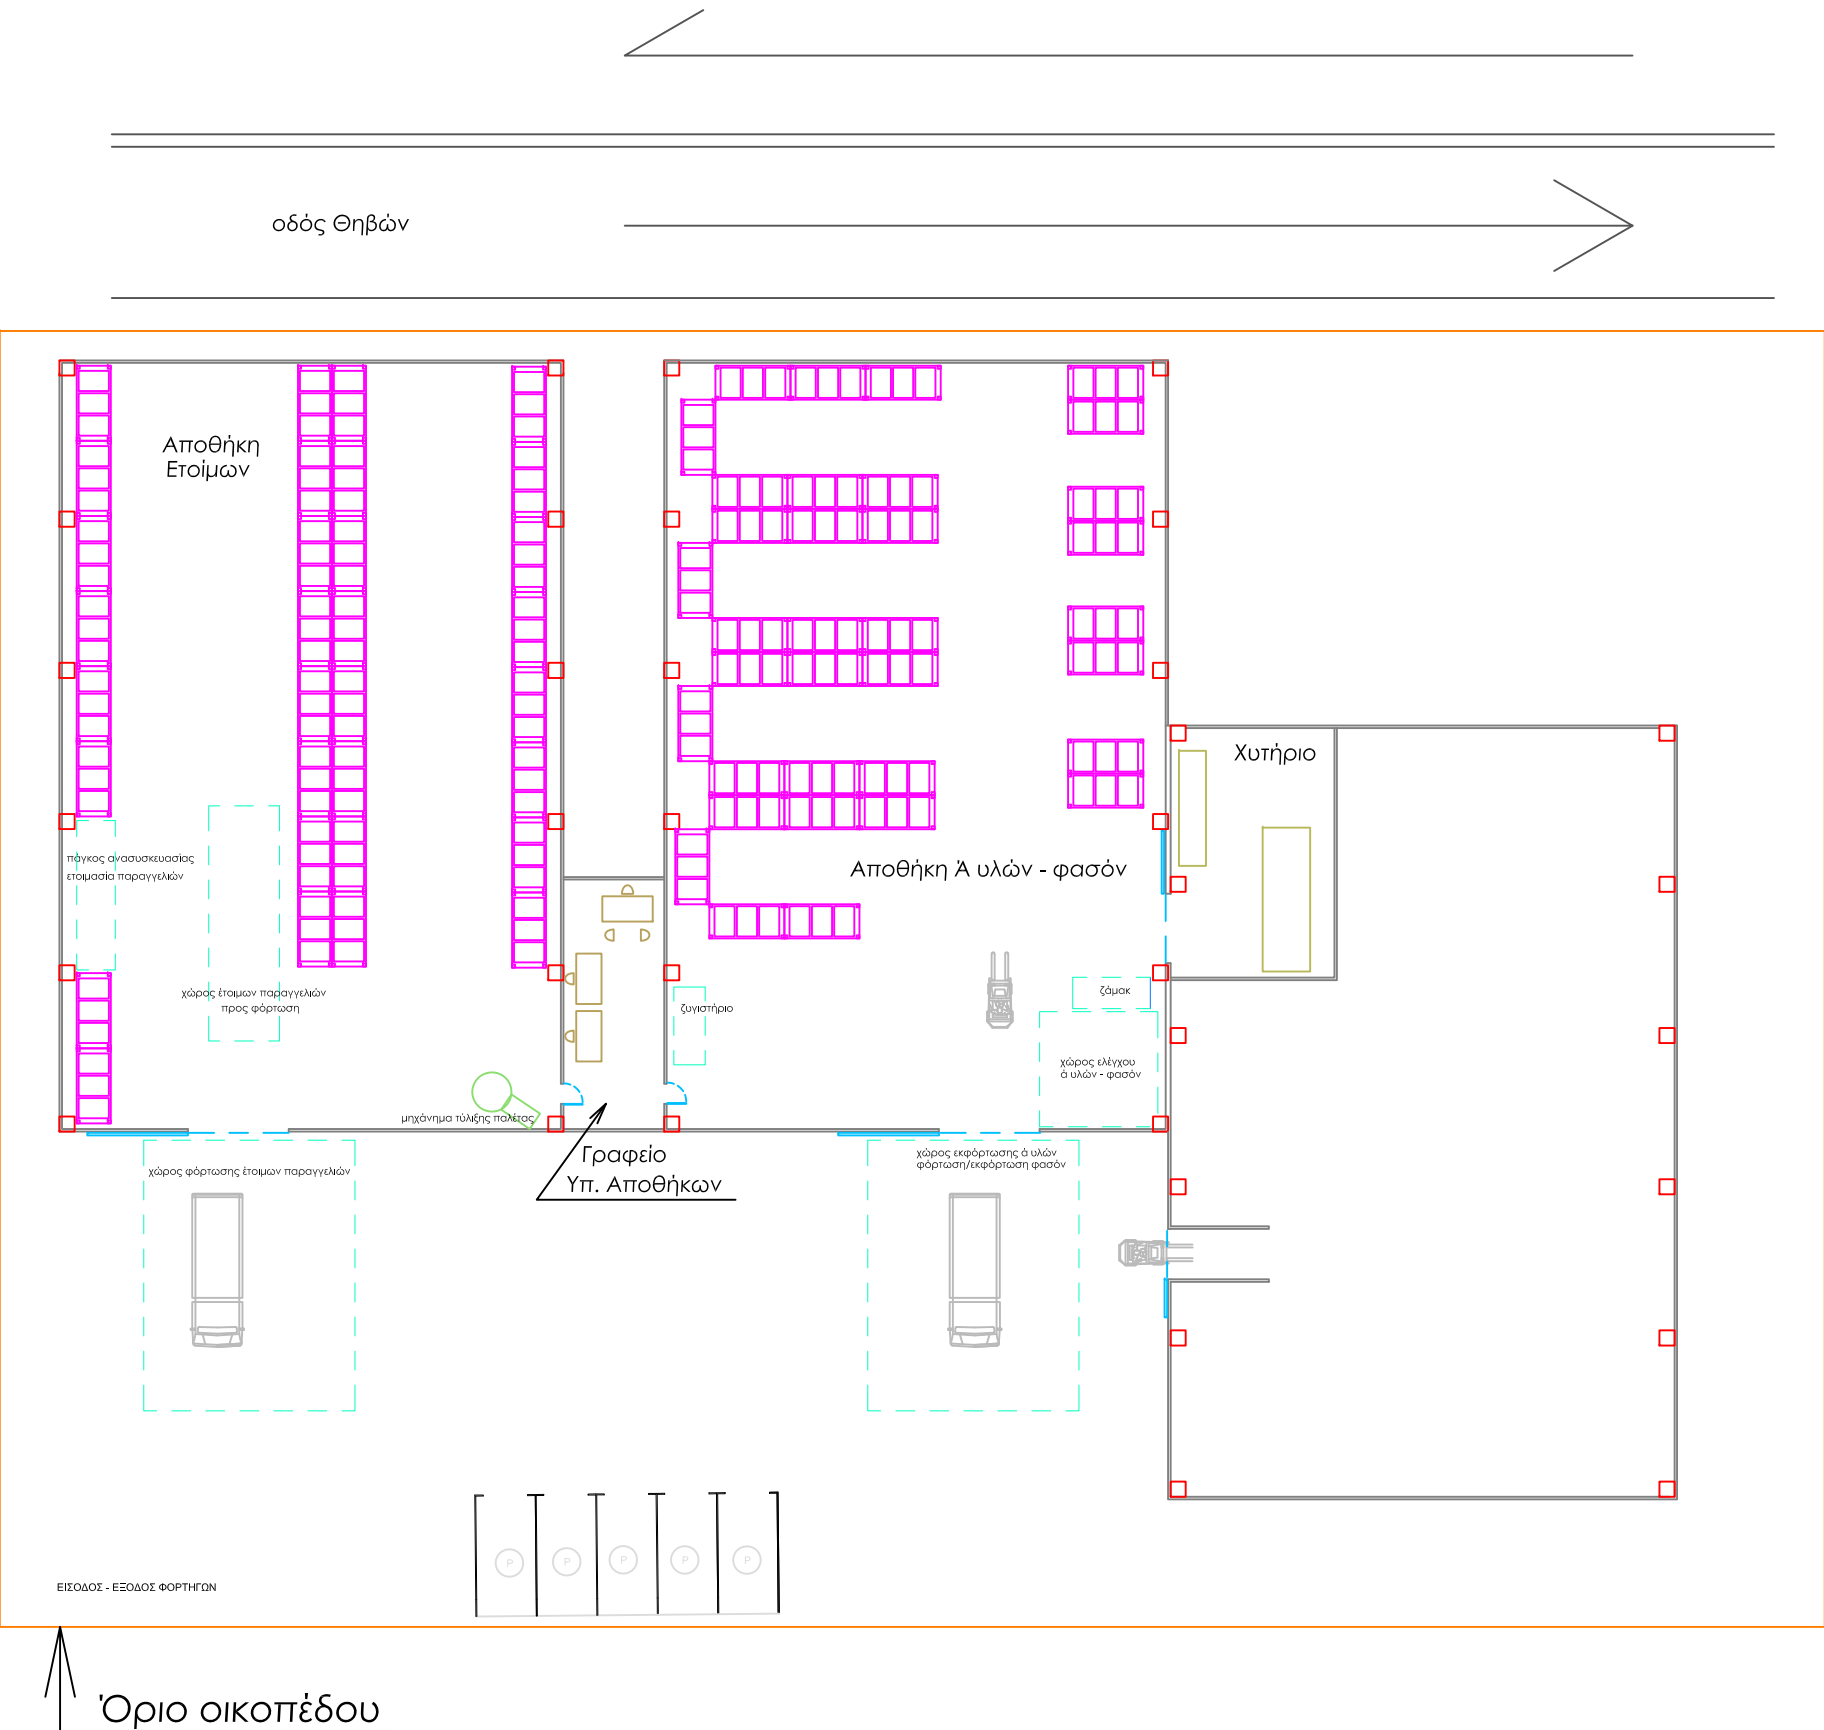 οδός Θηβών
Αποθήκη
Ετοίμων
Χυτήριο
πάγκος ανασυσκευασίας
ετοιμασία παραγγελιών
Αποθήκη Ά υλών - φασόν
χώρος έτοιμων παραγγελιών
προς φόρτωση
ζυγιστήριο
ζάμακ
χώρος ελέγχου
ά υλών - φασόν
μηχάνημα τύλιξης παλέτας
Γραφείο
Υπ. Αποθήκων
χώρος φόρτωσης έτοιμων παραγγελιών
χώρος εκφόρτωσης ά υλών
φόρτωση/εκφόρτωση φασόν
P P P P P
ΕΙΣΟΔΟΣ - ΕΞΟΔΟΣ ΦΟΡΤΗΓΩΝ
Όριο οικοπέδου